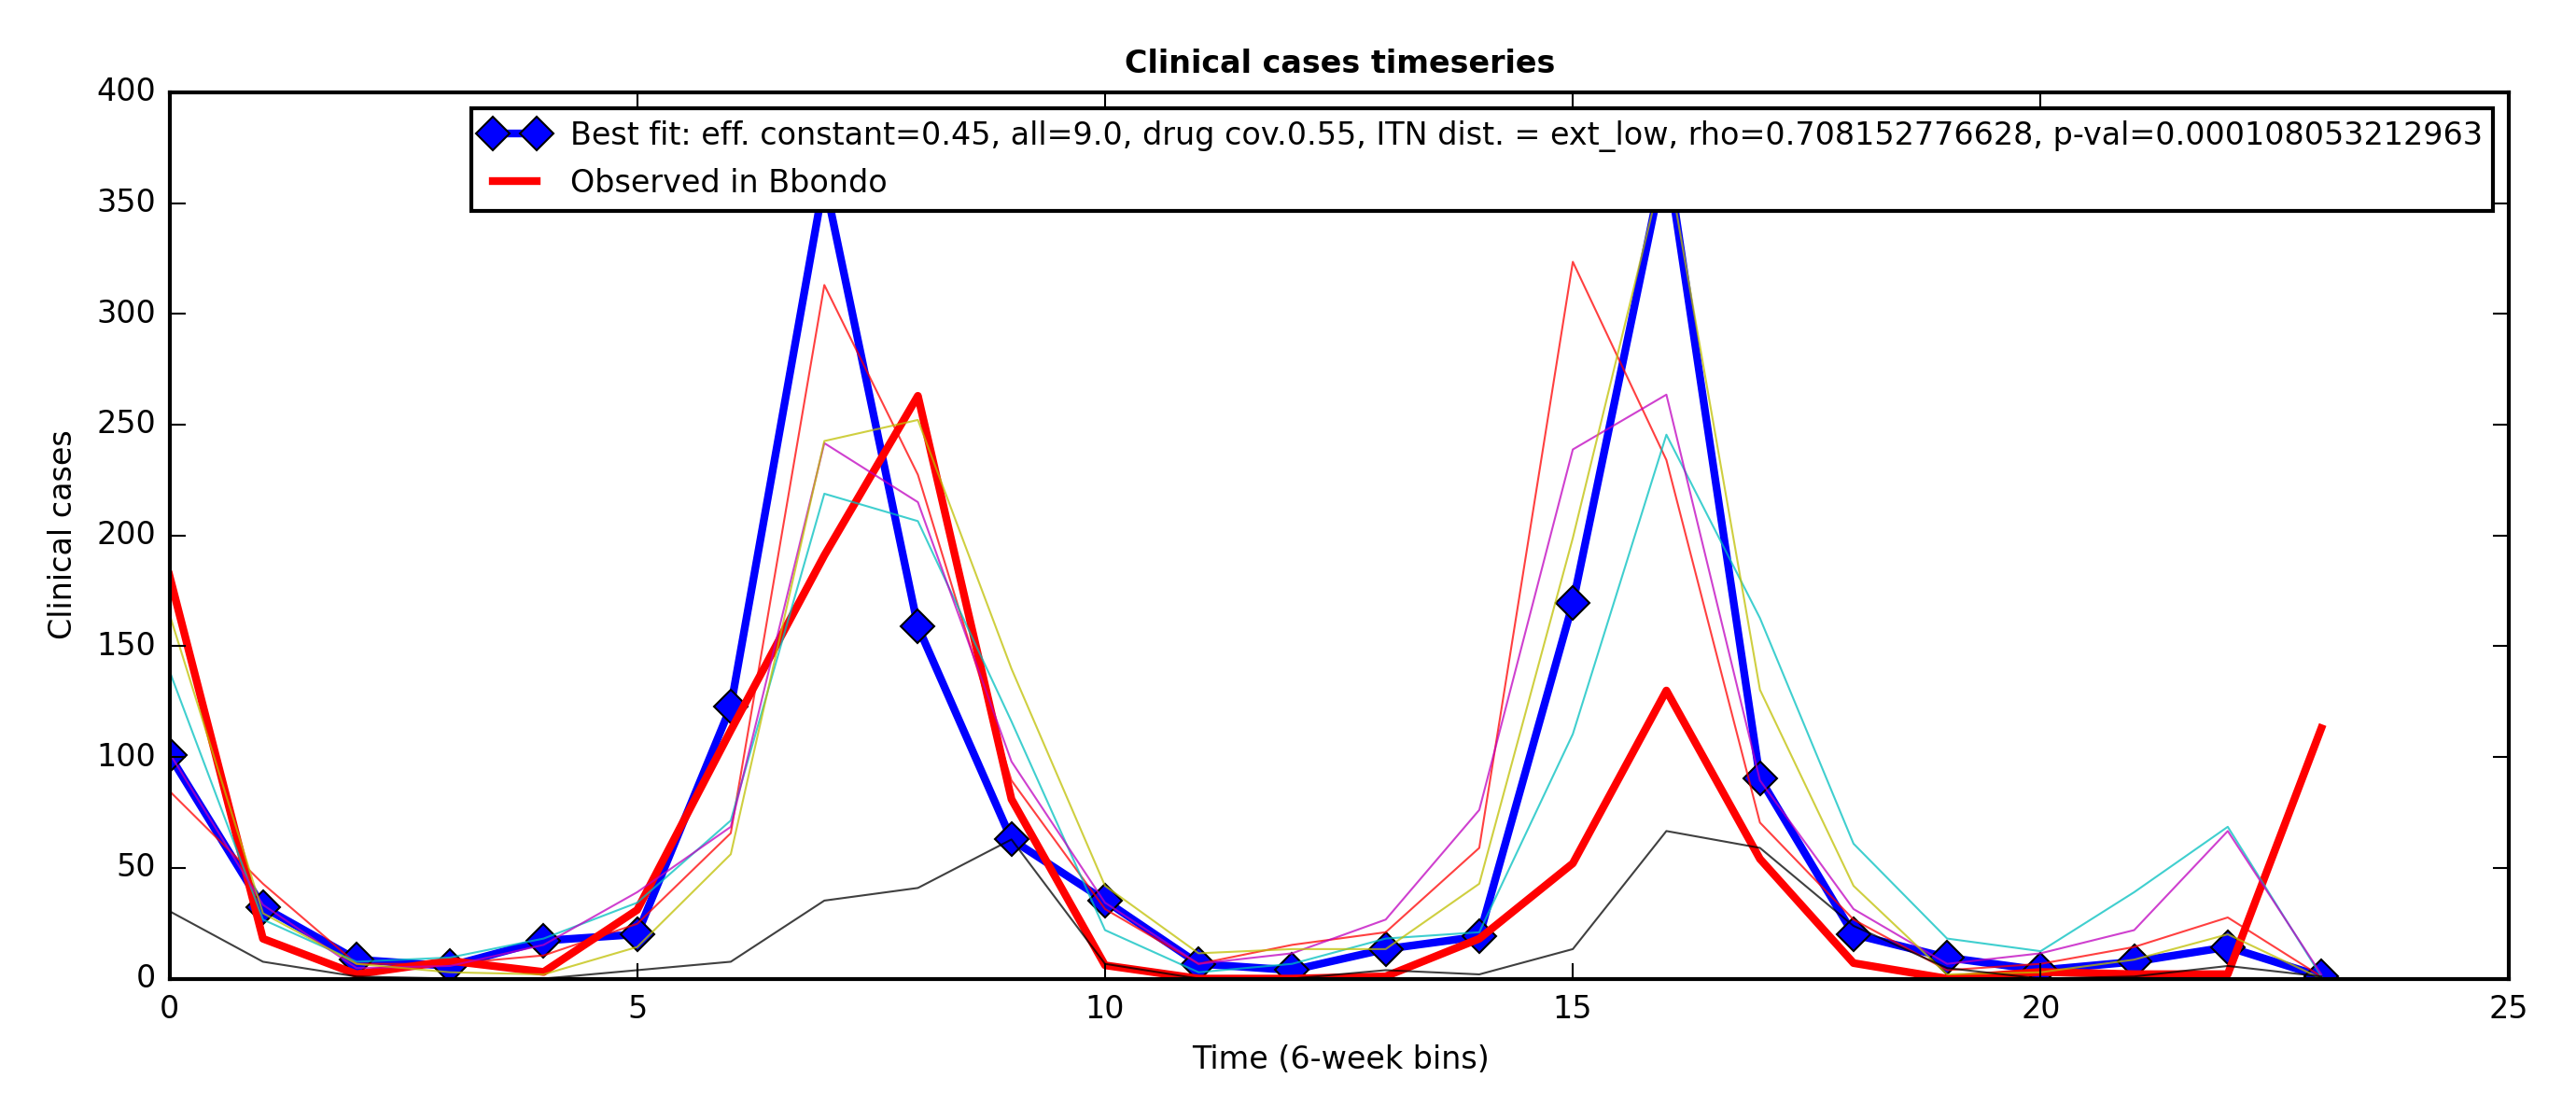 Clinical cases timeseries
400
350
300
250
200
150
100
50
0
Clinical cases
Best fit: eff. constant=0.45, all=9.0, drug cov.0.55, ITN dist. = ext_low, rho=0.708152776628, p-val=0.000108053212963
Observed in Bbondo
0 5 10 15 20 25
Time (6-week bins)